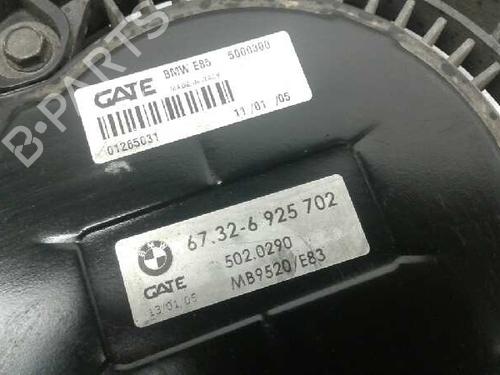 GATE BMW E85 5000300
MADE IN ITALY
01265031 11/01 /05
BMW 67.32-6 925 702
502.0290
GATE MB9520/E83
13/01/05
B-PARTS